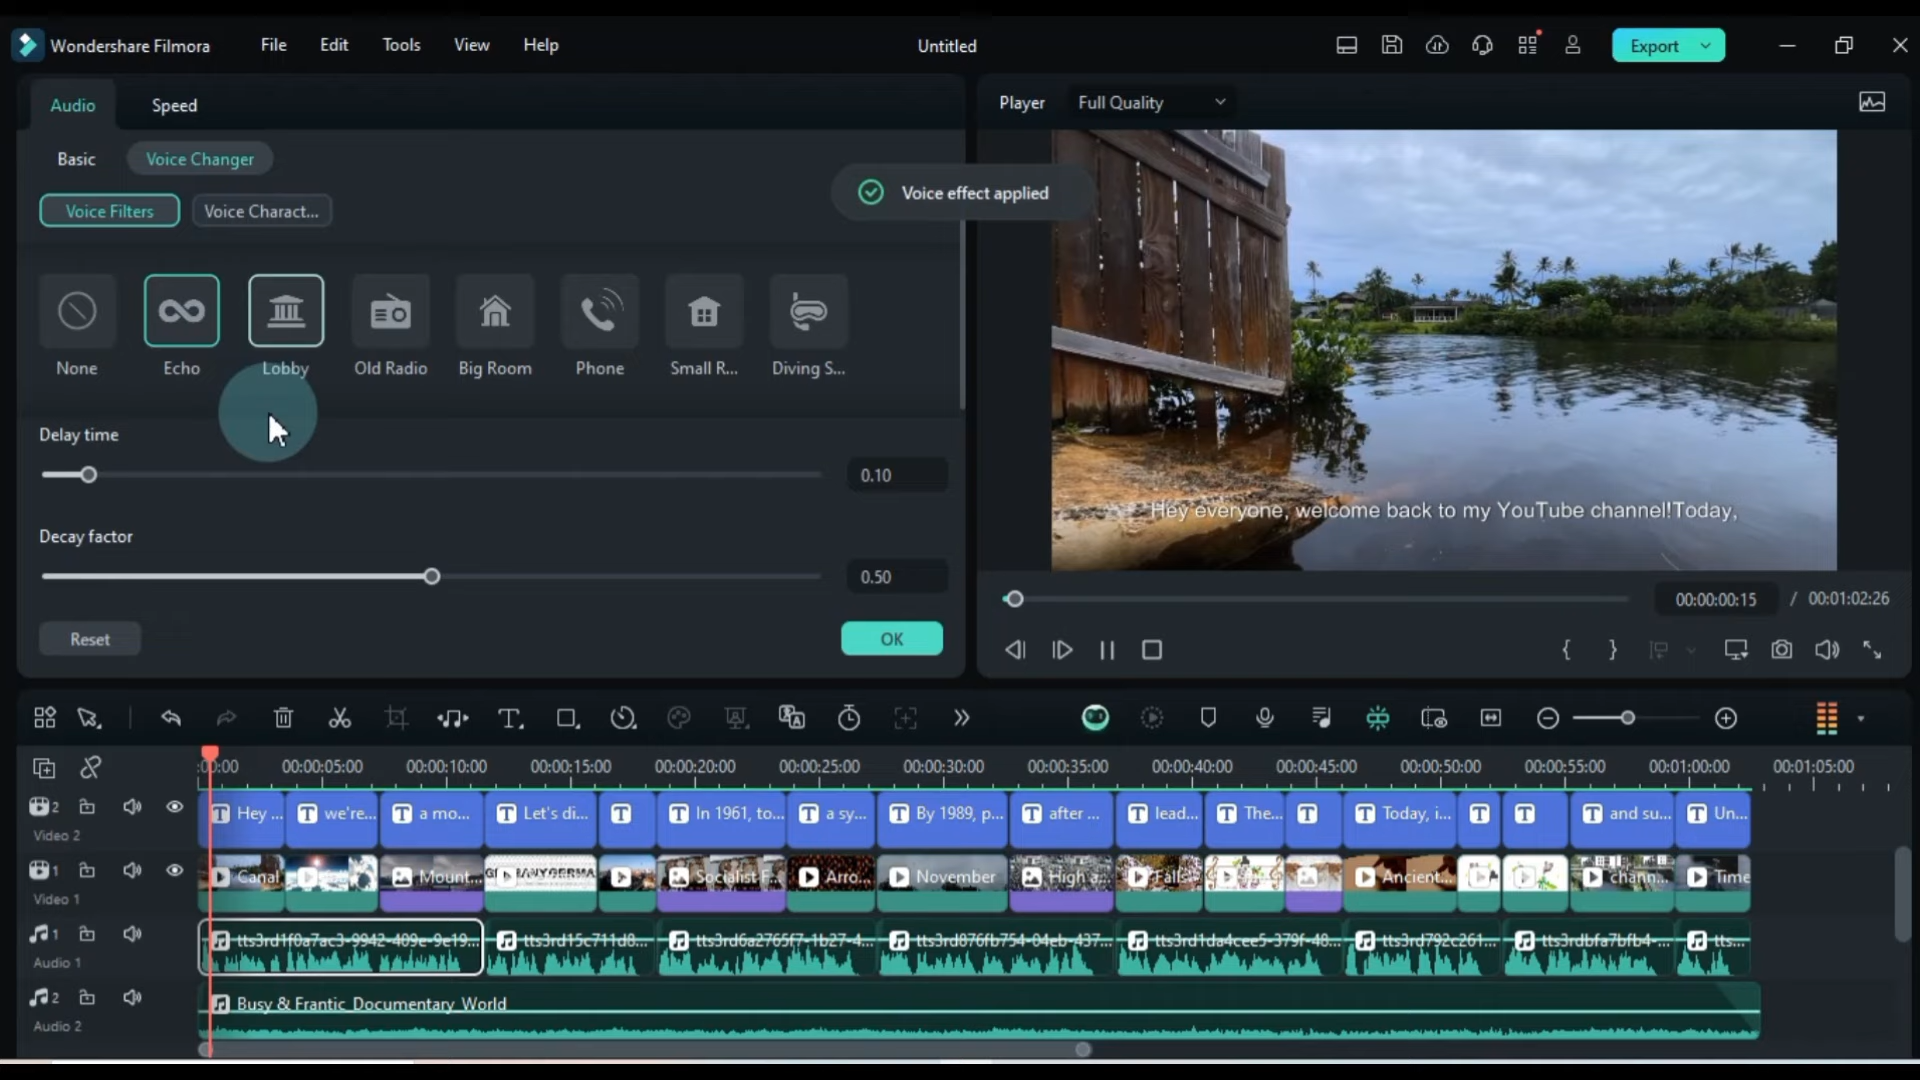 Wondershare Filmora
File
Edit
Tools
View
Help
Untitled
Export
Audio
Speed
Player
Full Quality
Basic
Voice Changer
Voice effect applied
Voice Filters
Voice Charact...
None
Echo
Lobby
Old Radio
Big Room
Phone
Small R...
Diving S...
Delay time
0.10
Hey everyone, welcome back to my YouTube channel!Today,
Decay factor
0.50
00:00:00:15 / 00:01:02:26
Reset
OK
:00:00
00:00:05:00
00:00:10:00
00:00:15:00
00:00:20:00
00:00:25:00
00:00:30:00
00:00:35:00
00:00:40:00
00:00:45:00
00:00:50:00
00:00:55:00
00:01:00:00
00:01:05:00
2
Video 2
Hey ...
we're...
a mo...
Let's di...
In 1961, to...
a sy...
By 1989, p...
after ...
lead...
The...
Today, i...
and su...
Un...
1
Video 1
Canal
Mount...
Socialist F...
Arro...
November
High a...
Falls
Ancient...
chann...
Time
1
Audio 1
tts3rd1f0a7ac3-9942-409e-9e19...
tts3rd15c711d8...
tts3rd6a2765f7-1b27-4...
tts3rd876fb754-04eb-437...
tts3rd1da4cee5-379f-48...
tts3rd792c261...
tts3rdbfa7bfb4-...
tts...
2
Audio 2
Busy & Frantic_Documentary_World